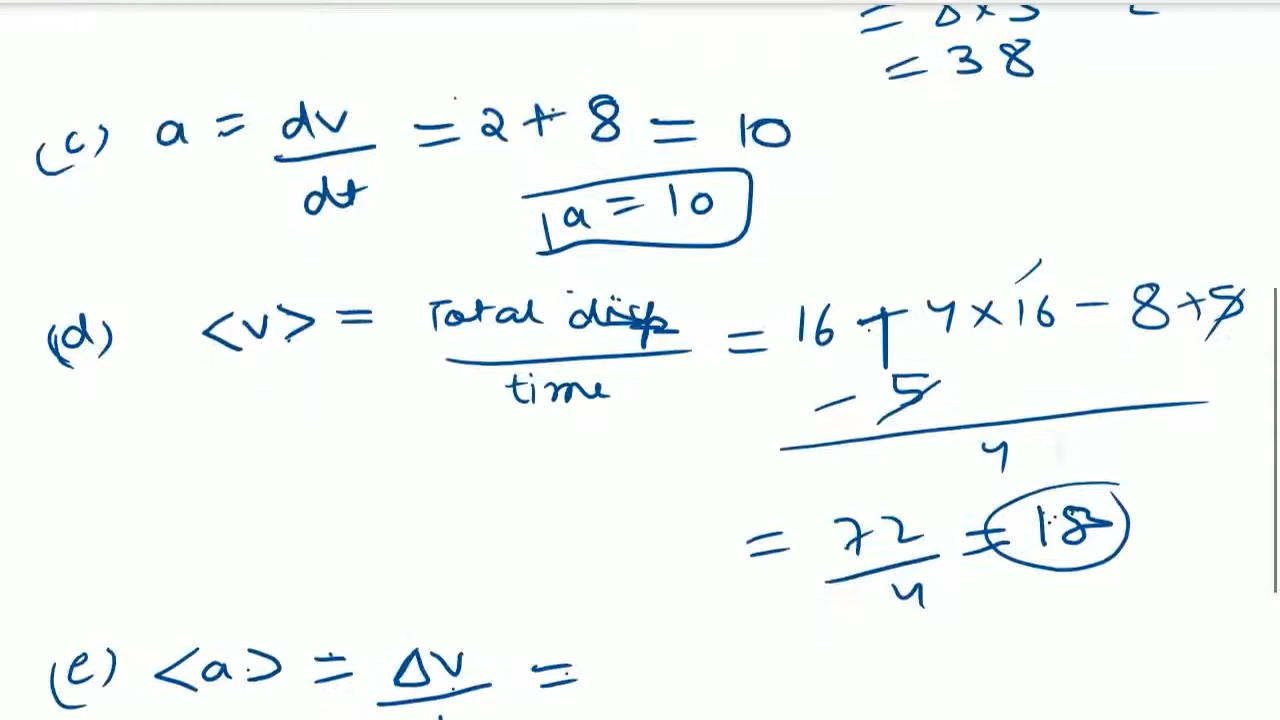 = 38
(c) a = dv/dt = 2 + 8 = 10
a = 10
(d) <v> = Total disp/time = 16 + 4×16 - 8 + 5 - 5/4
= 72/4 = 18
(e) <a> = Δv =